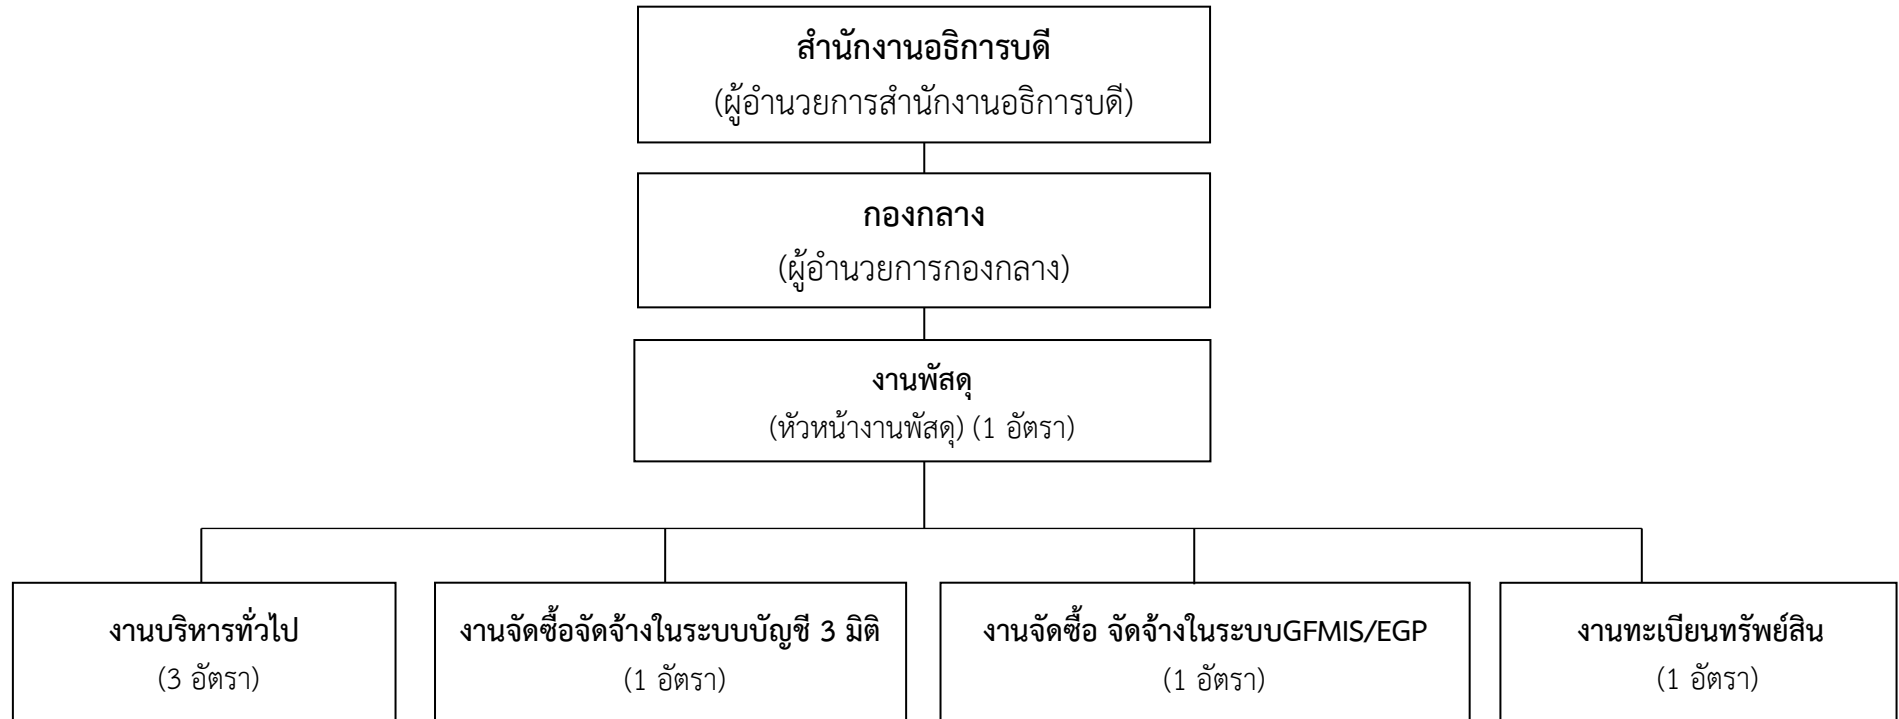 สำนักงานอธิการบดี
(ผู้อำนวยการสำนักงานอธิการบดี)
กองกลาง
(ผู้อำนวยการกองกลาง)
งานพัสดุ
(หัวหน้างานพัสดุ) (1 อัตรา)
งานบริหารทั่วไป
(3 อัตรา)
งานจัดซื้อจัดจ้างในระบบบัญชี 3 มิติ
(1 อัตรา)
งานจัดซื้อ จัดจ้างในระบบGFMIS/EGP
(1 อัตรา)
งานทะเบียนทรัพย์สิน
(1 อัตรา)